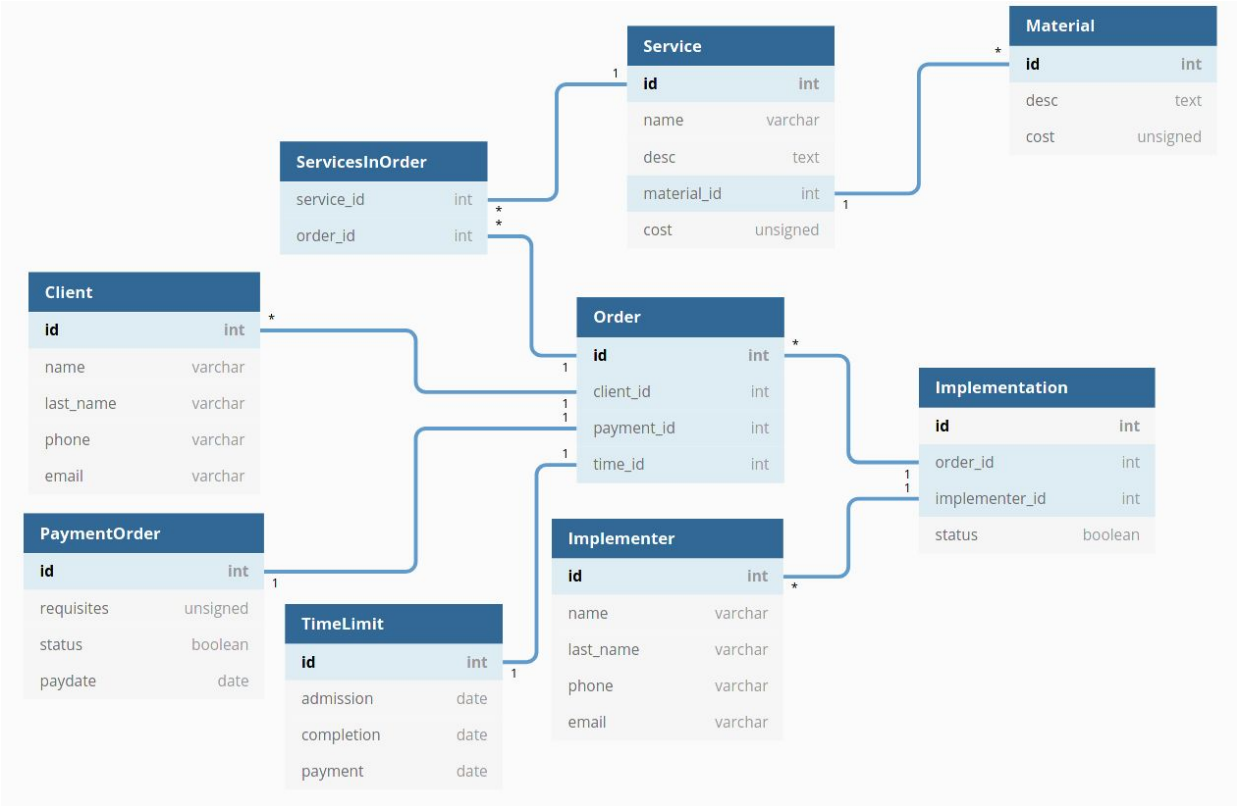 Service
id int
name varchar
desc text
material_id int
cost unsigned
1
1
Material
id int
desc text
cost unsigned
*
ServicesInOrder
service_id int
order_id int
*
*
Client
id int
name varchar
last_name varchar
phone varchar
email varchar
*
Order
id int
client_id int
payment_id int
time_id int
*
1
1
1
1
Implementation
id int
order_id int
implementer_id int
status boolean
1
1
PaymentOrder
id int
requisites unsigned
status boolean
paydate date
1
TimeLimit
id int
admission date
completion date
payment date
1
Implementer
id int
name varchar
last_name varchar
phone varchar
email varchar
*